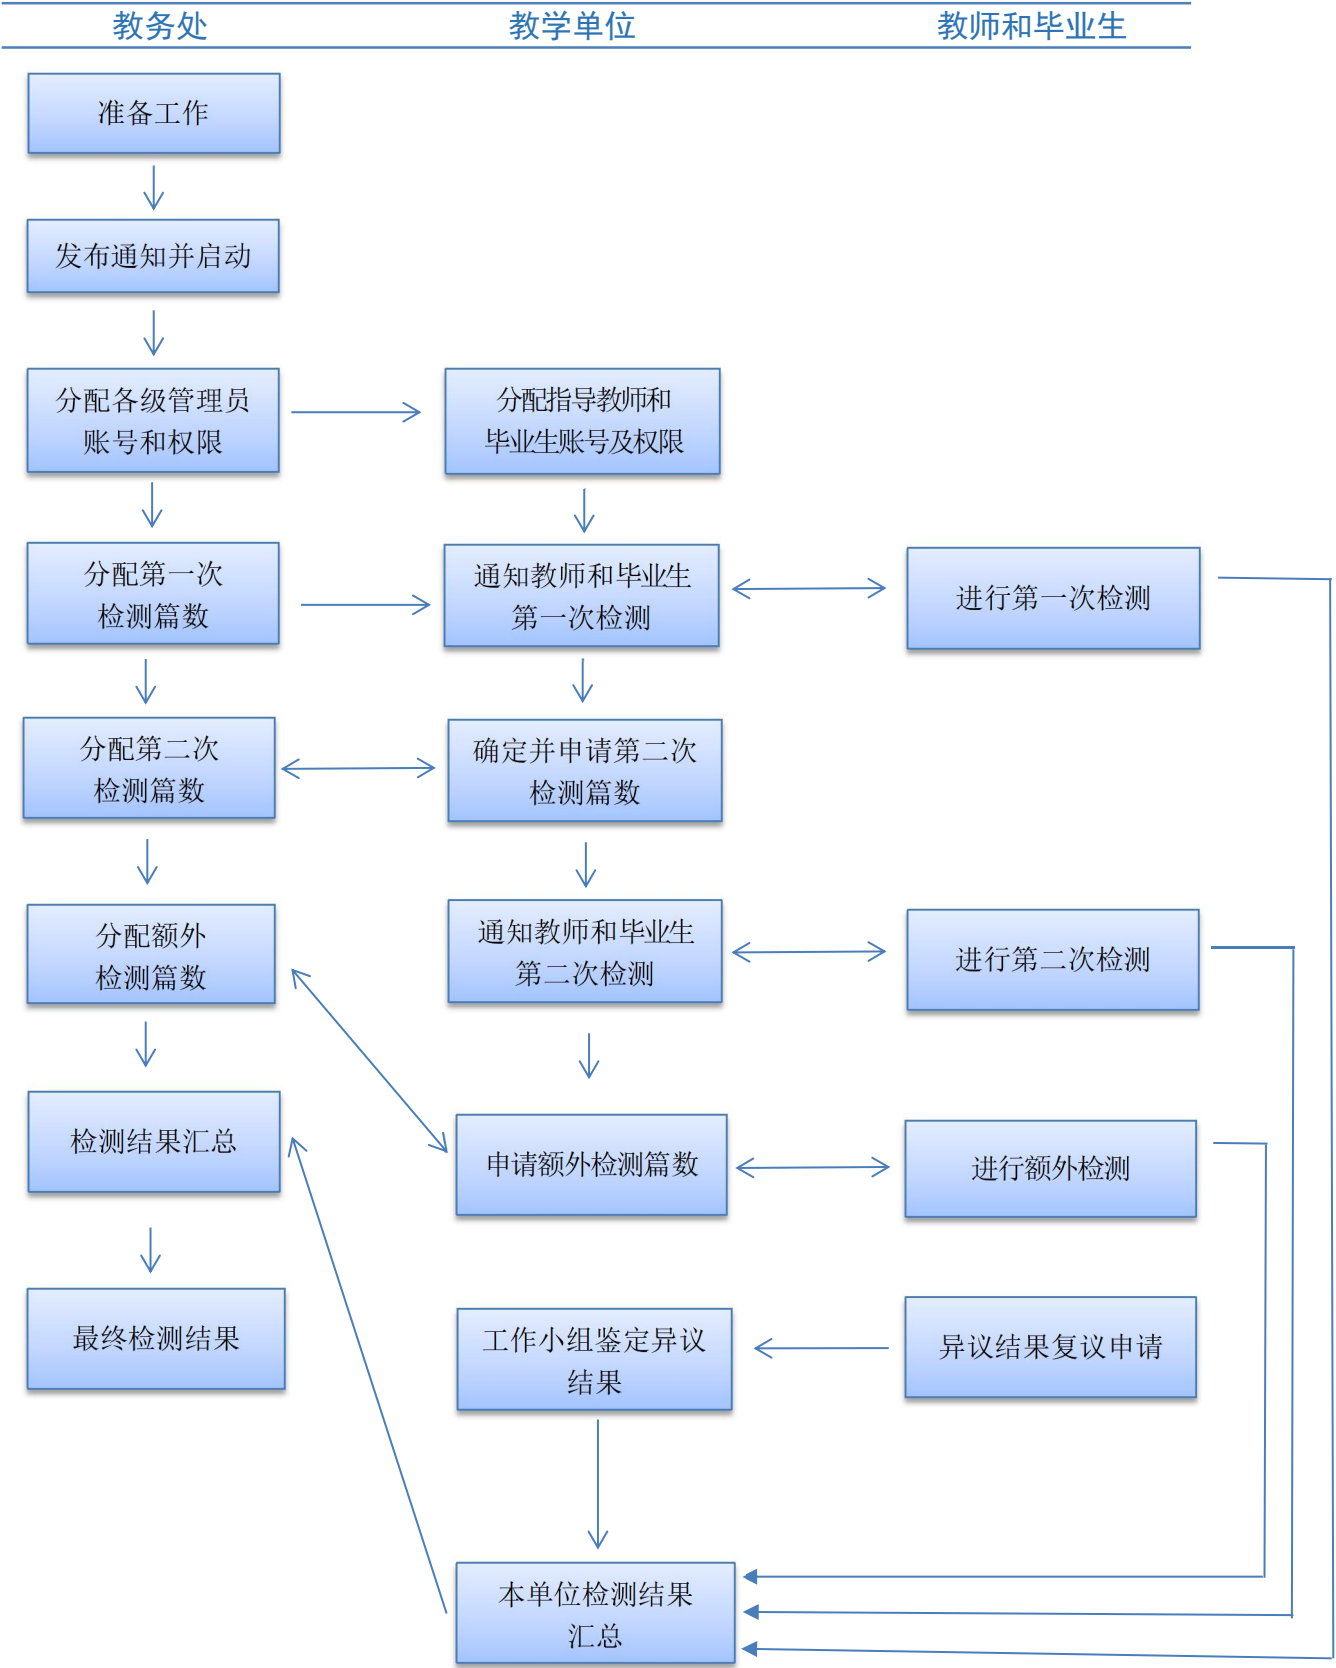 教务处
教学单位
教师和毕业生
准备工作
发布通知并启动
分配各级管理员
账号和权限
分配指导教师和
毕业生账号及权限
分配第一次
检测篇数
通知教师和毕业生
第一次检测
进行第一次检测
分配第二次
检测篇数
确定并申请第二次
检测篇数
分配额外
检测篇数
通知教师和毕业生
第二次检测
进行第二次检测
检测结果汇总
申请额外检测篇数
进行额外检测
最终检测结果
工作小组鉴定异议
结果
异议结果复议申请
本单位检测结果
汇总